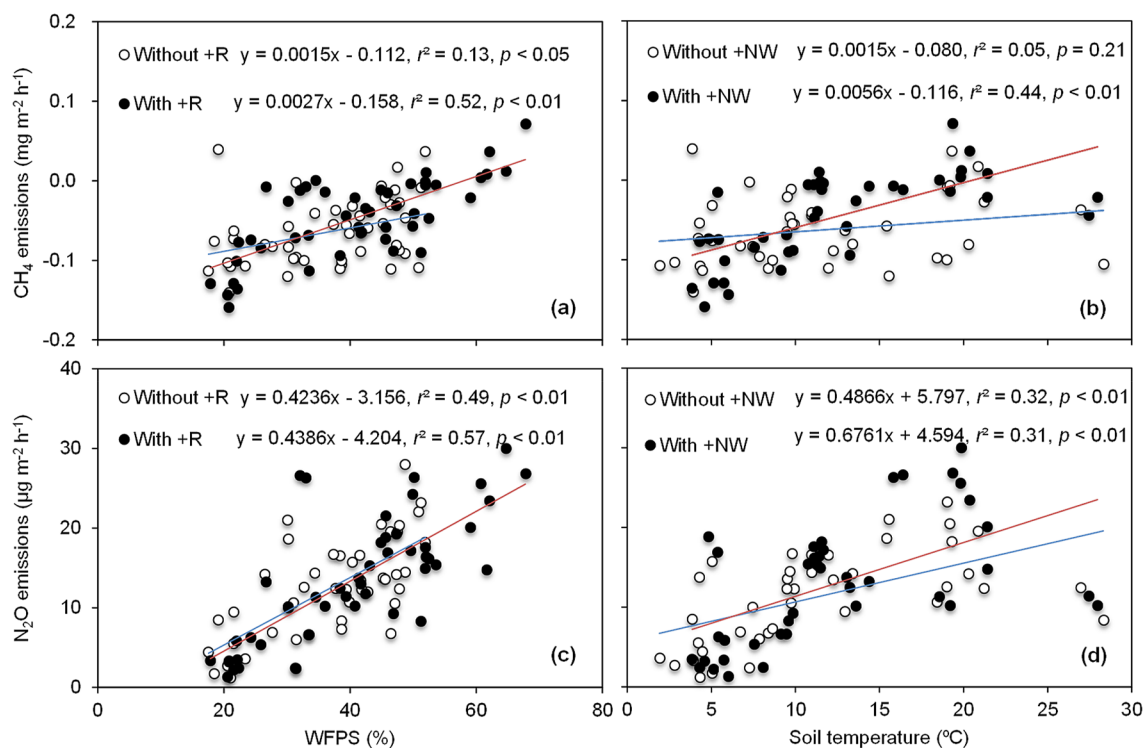 0.2
0.1
0.0
-0.1
-0.2
CH₄ emissions (mg m⁻² h⁻¹)
Without +R y = 0.0015x - 0.112, r² = 0.13, p < 0.05
With +R y = 0.0027x - 0.158, r² = 0.52, p < 0.01
(a)
Without +NW y = 0.0015x - 0.080, r² = 0.05, p = 0.21
With +NW y = 0.0056x - 0.116, r² = 0.44, p < 0.01
(b)
40
30
20
10
0
N₂O emissions (µg m⁻² h⁻¹)
Without +R y = 0.4236x - 3.156, r² = 0.49, p < 0.01
With +R y = 0.4386x - 4.204, r² = 0.57, p < 0.01
(c)
0 20 40 60 80
WFPS (%)
Without +NW y = 0.4866x + 5.797, r² = 0.32, p < 0.01
With +NW y = 0.6761x + 4.594, r² = 0.31, p < 0.01
(d)
0 5 10 15 20 25 30
Soil temperature (ºC)